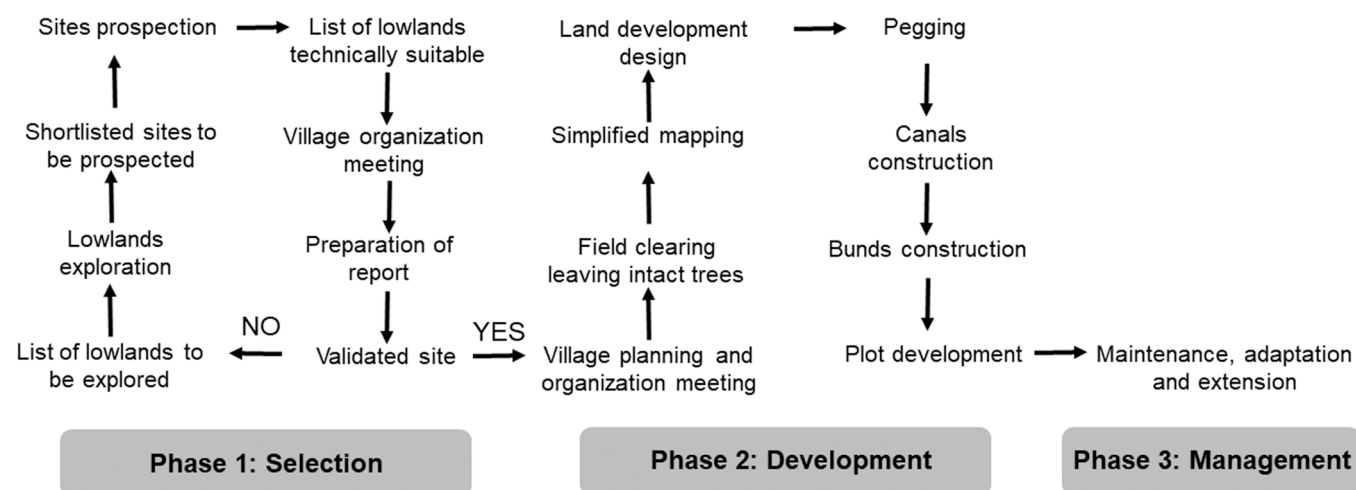 Sites prospection
List of lowlands
technically suitable
Shortlisted sites to
be prospected
Village organization
meeting
Lowlands
exploration
Preparation of
report
NO
YES
List of lowlands to
be explored
Validated site
Land development
design
Pegging
Simplified mapping
Canals
construction
Field clearing
leaving intact trees
Bunds construction
Village planning and
organization meeting
Plot development
Maintenance, adaptation
and extension
Phase 1: Selection
Phase 2: Development
Phase 3: Management